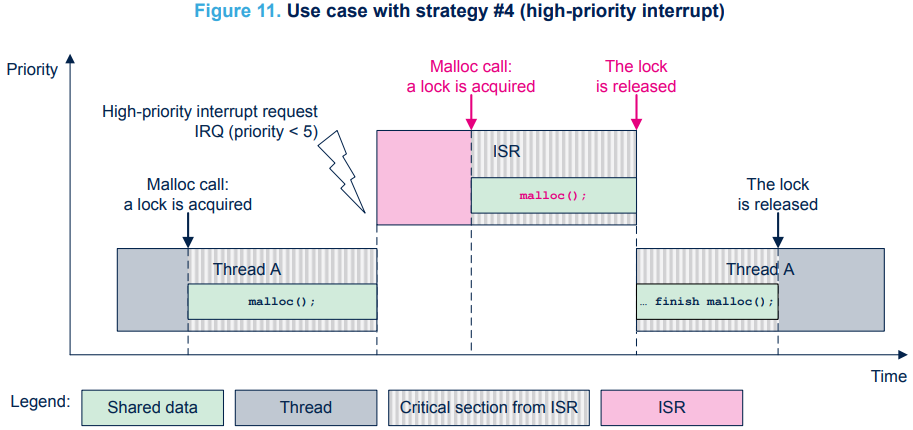 Figure 11. Use case with strategy #4 (high-priority interrupt)
Priority
Malloc call:
a lock is acquired
The lock
is released
High-priority interrupt request
IRQ (priority < 5)
ISR
malloc();
Malloc call:
a lock is acquired
The lock
is released
Thread A
malloc();
Thread A
... finish malloc();
Time
Legend:
Shared data
Thread
Critical section from ISR
ISR